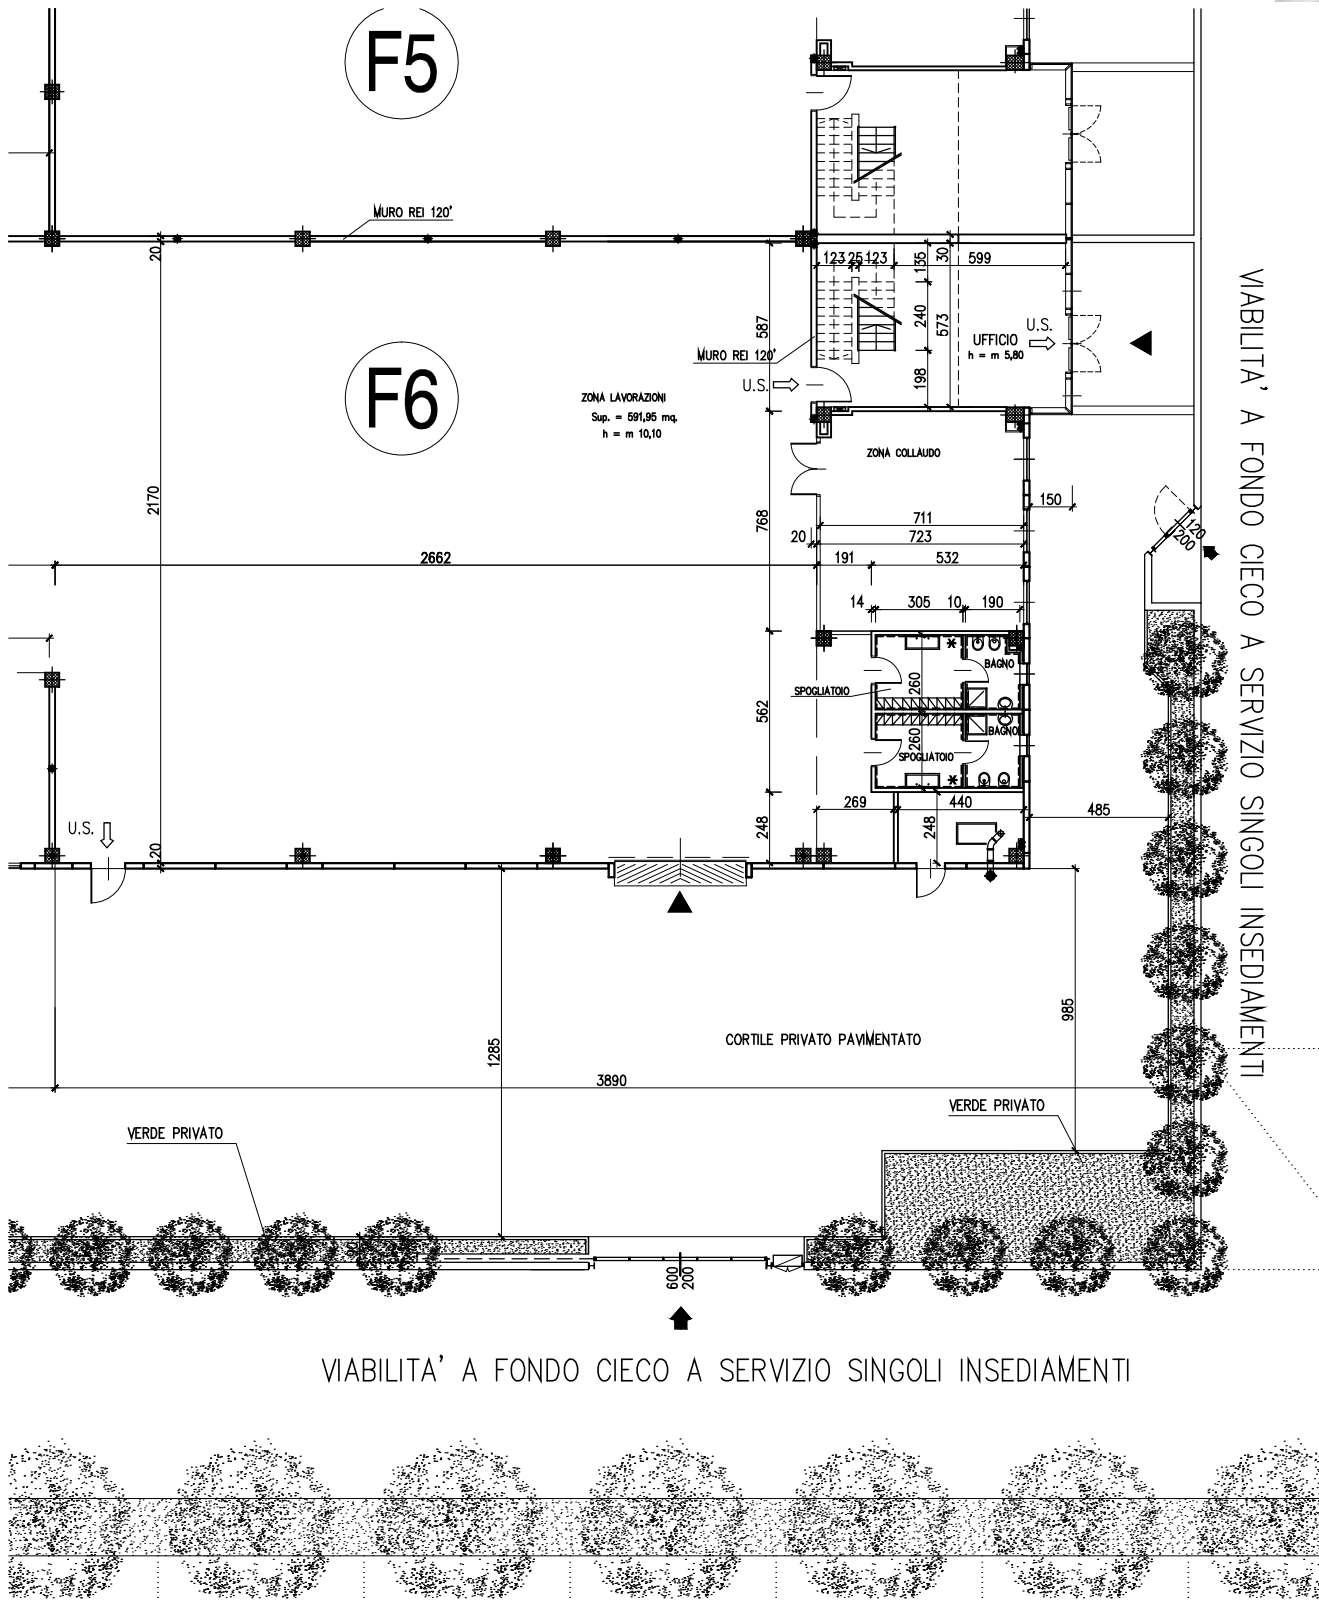 F5
MURO REI 120'
20
123 25 123
135
30
599
587
240
573
U.S.
UFFICIO
h = m 5,80
MURO REI 120'
U.S.
198
F6
ZONA LAVORAZIONI
Sup. = 591,95 mq.
h = m 10,10
ZONA COLLAUDO
2170
768
150
711
20
723
120
200
2662
191
532
14
305
10
190
BAGNO
SPOGLIATOIO
260
562
260
BAGNO
SPOGLIATOIO
269
440
485
U.S.
20
248
248
VIABILITA' A FONDO CIECO A SERVIZIO SINGOLI INSEDIAMENTI
985
1285
CORTILE PRIVATO PAVIMENTATO
3890
VERDE PRIVATO
VERDE PRIVATO
600
200
VIABILITA' A FONDO CIECO A SERVIZIO SINGOLI INSEDIAMENTI